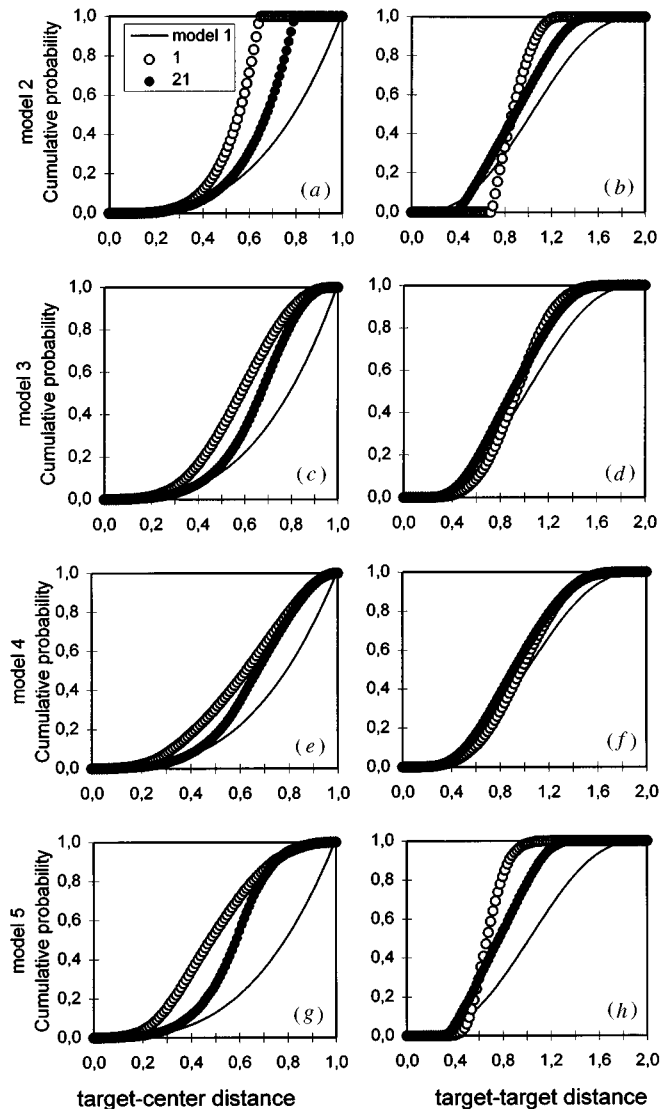 model 2
Cumulative probability
1,0
0,8
0,6
0,4
0,2
0,0
model 1
1
21
(a)
0,0 0,2 0,4 0,6 0,8 1,0
1,0
0,8
0,6
0,4
0,2
0,0
(b)
0,0 0,4 0,8 1,2 1,6 2,0
model 3
Cumulative probability
1,0
0,8
0,6
0,4
0,2
0,0
(c)
0,0 0,2 0,4 0,6 0,8 1,0
1,0
0,8
0,6
0,4
0,2
0,0
(d)
0,0 0,4 0,8 1,2 1,6 2,0
model 4
Cumulative probability
1,0
0,8
0,6
0,4
0,2
0,0
(e)
0,0 0,2 0,4 0,6 0,8 1,0
1,0
0,8
0,6
0,4
0,2
0,0
(f)
0,0 0,4 0,8 1,2 1,6 2,0
model 5
Cumulative probability
1,0
0,8
0,6
0,4
0,2
0,0
(g)
0,0 0,2 0,4 0,6 0,8 1,0
target-center distance
1,0
0,8
0,6
0,4
0,2
0,0
(h)
0,0 0,4 0,8 1,2 1,6 2,0
target-target distance